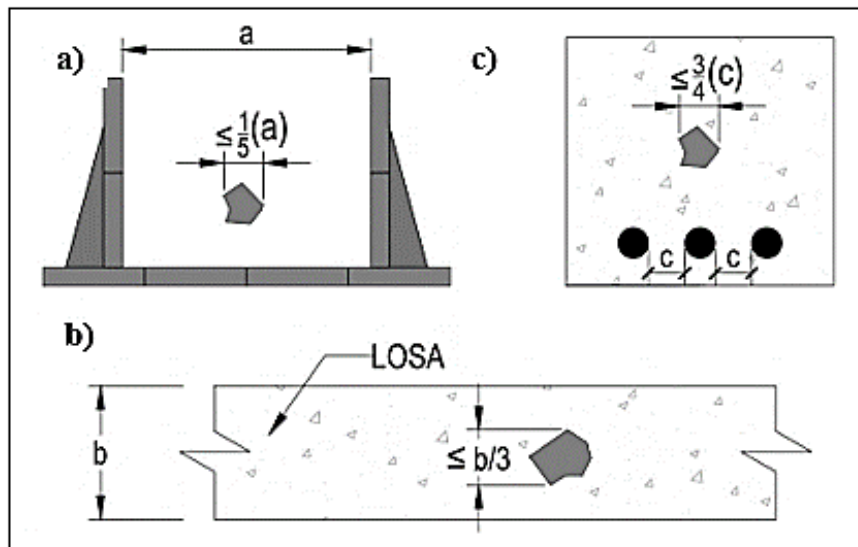 a)
a
≤ 1/5 (a)
c)
≤ 3/4 (c)
c c
b)
LOSA
b
≤ b/3